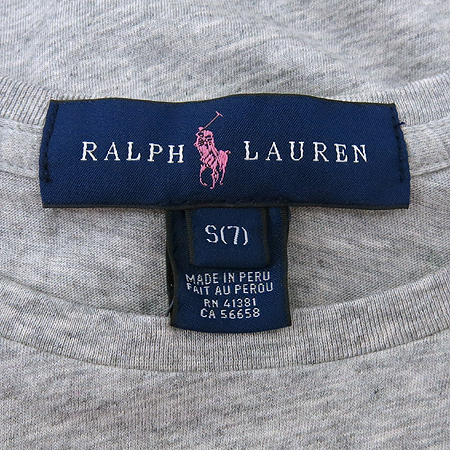 RALPH LAUREN
S(7)
MADE IN PERU
FAIT AU PEROU
RN 41381
CA 56658